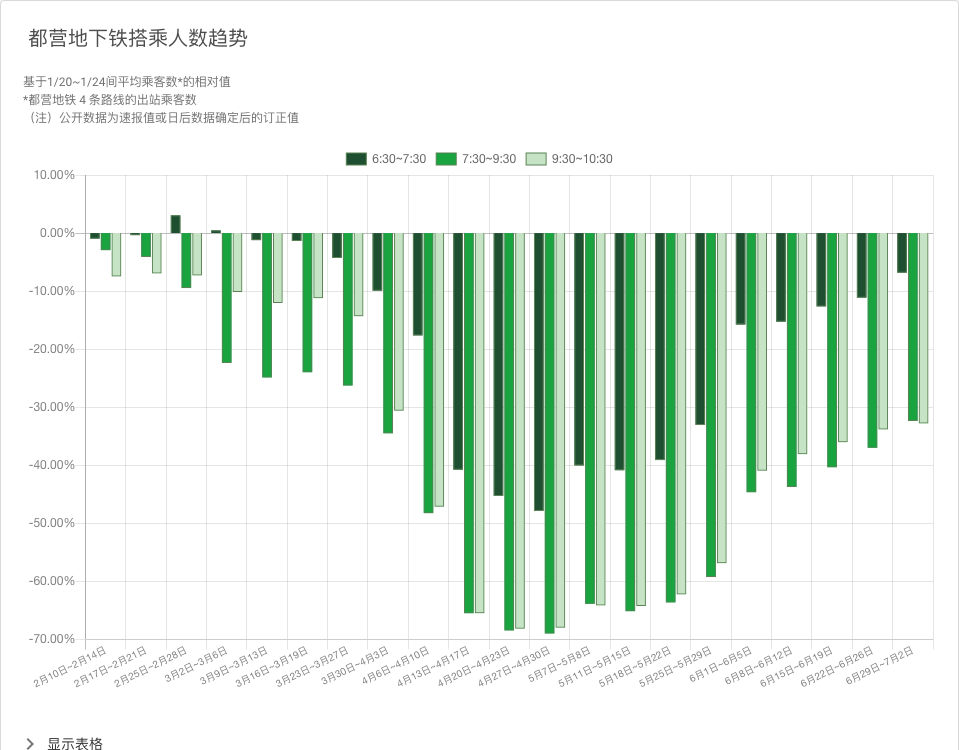 都营地下铁搭乘人数趋势
基于1/20~1/24间平均乘客数*的相对值
*都营地铁 4 条路线的出站乘客数
（注）公开数据为速报值或日后数据确定后的订正值
6:30~7:30 7:30~9:30 9:30~10:30
10.00%
0.00%
-10.00%
-20.00%
-30.00%
-40.00%
-50.00%
-60.00%
-70.00%
2月10日~2月14日
2月17日~2月21日
2月25日~2月28日
3月2日~3月6日
3月9日~3月13日
3月16日~3月19日
3月23日~3月27日
3月30日~4月3日
4月6日~4月10日
4月13日~4月17日
4月20日~4月23日
4月27日~4月30日
5月7日~5月8日
5月11日~5月15日
5月18日~5月22日
5月25日~5月29日
6月1日~6月5日
6月8日~6月12日
6月15日~6月19日
6月22日~6月26日
6月29日~7月2日
显示表格